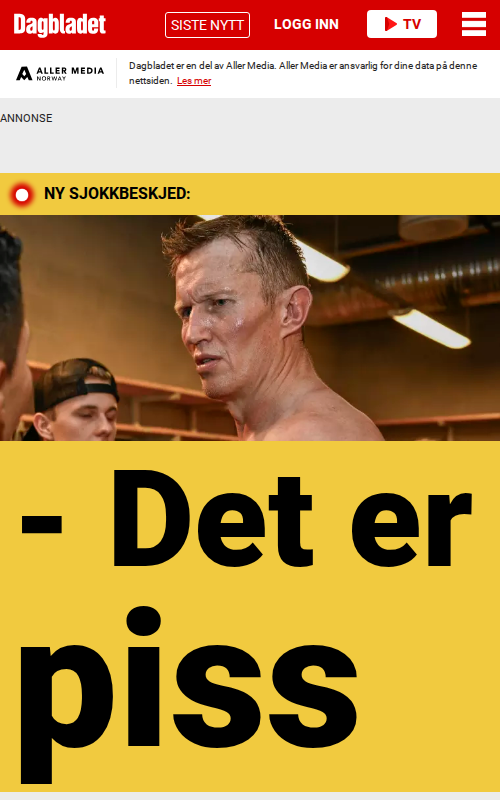 Dagbladet
SISTE NYTT
LOGG INN
TV
ALLER MEDIA
NORWAY
Dagbladet er en del av Aller Media. Aller Media er ansvarlig for dine data på denne
nettsiden. Les mer
ANNONSE
NY SJOKKBESKJED:
- Det er
piss